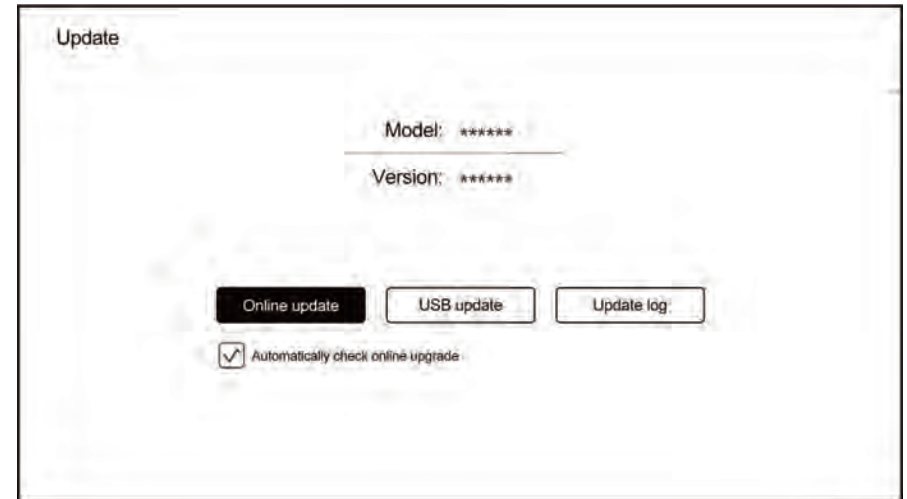 Update
Model: ******
Version: ******
Online update USB update Update log
Automatically check online upgrade